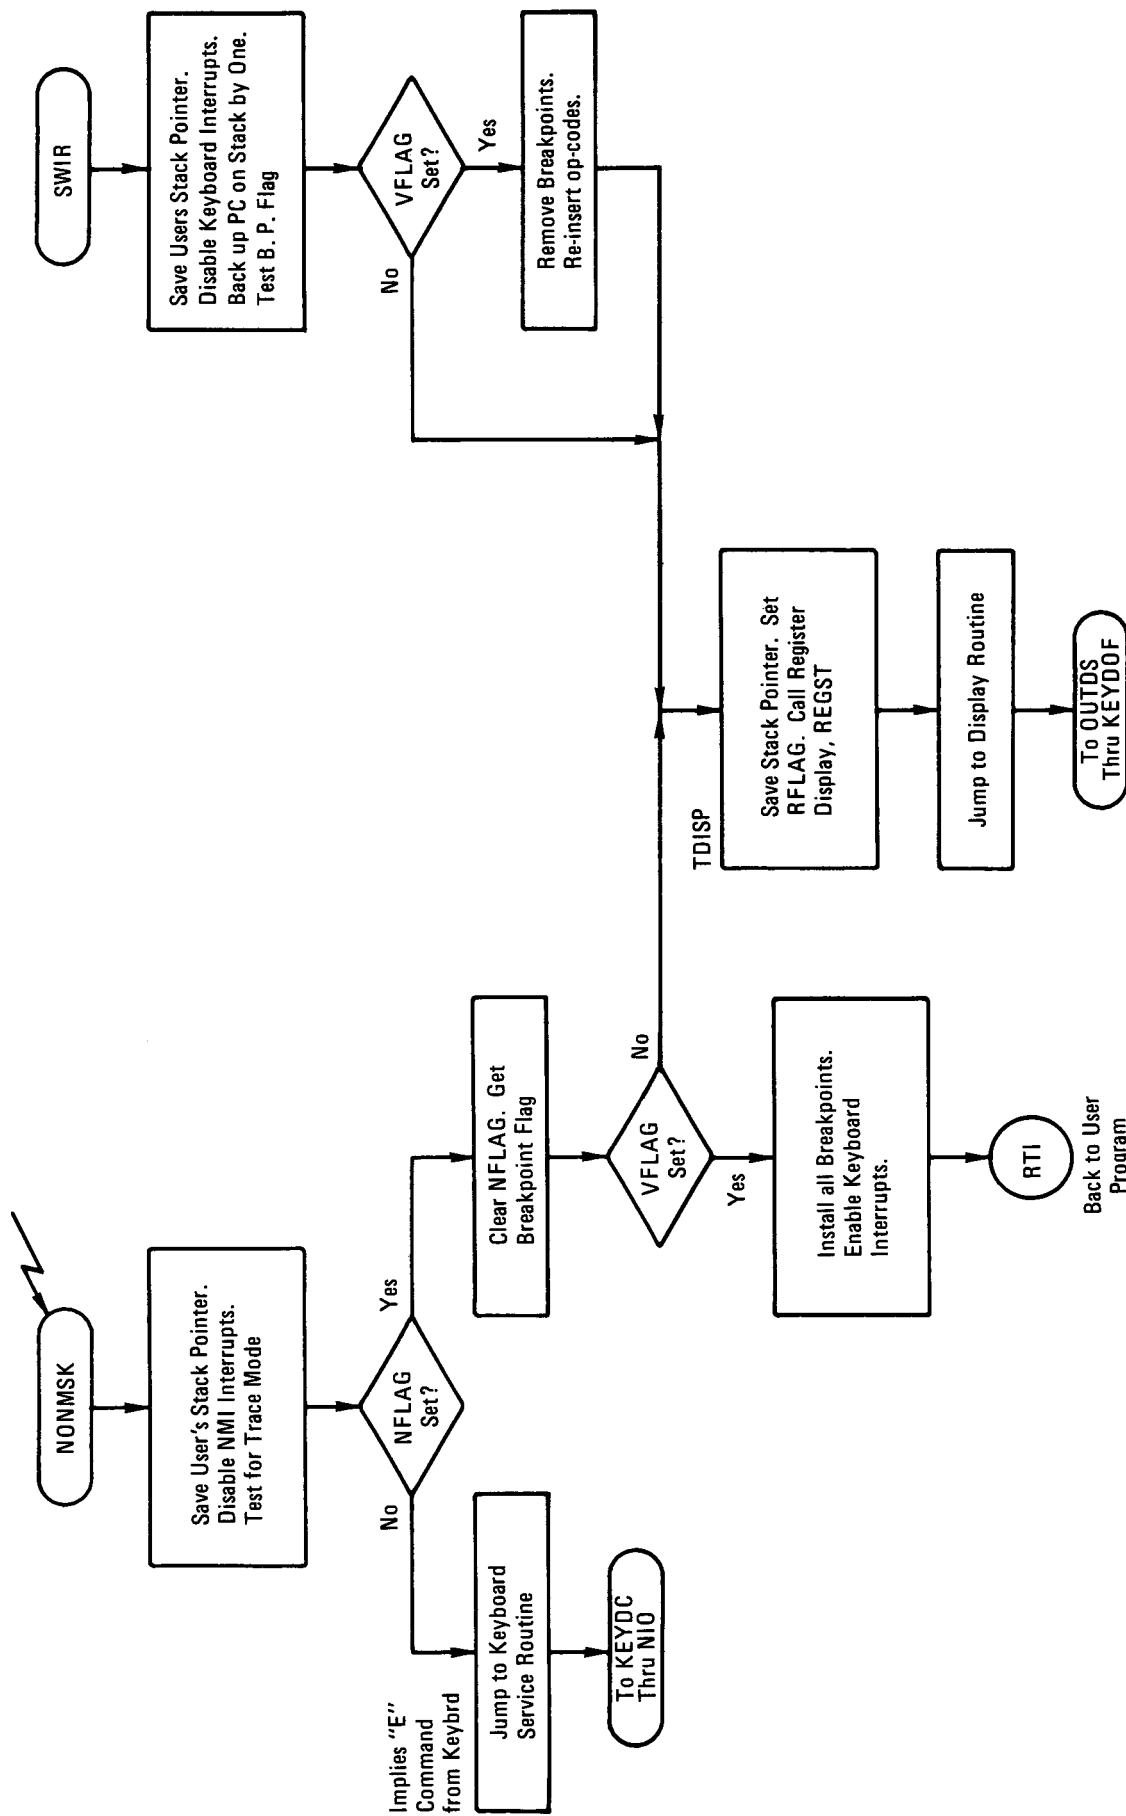 NONMSK
Save User's Stack Pointer.
Disable NMI Interrupts.
Test for Trace Mode
NFLAG
Set?
No
Yes
Implies "E"
Command
from Keybrd
Jump to Keyboard
Service Routine
To KEYDC
Thru NIO
Clear NFLAG. Get
Breakpoint Flag
VFLAG
Set?
No
Yes
Install all Breakpoints.
Enable Keyboard
Interrupts.
RTI
Back to User
Program
SWIR
Save Users Stack Pointer.
Disable Keyboard Interrupts.
Back up PC on Stack by One.
Test B. P. Flag
VFLAG
Set?
No
Yes
Remove Breakpoints.
Re-insert op-codes.
TDISP
Save Stack Pointer. Set
RFLAG. Call Register
Display, REGST
Jump to Display Routine
To OUTDS
Thru KEYDOF